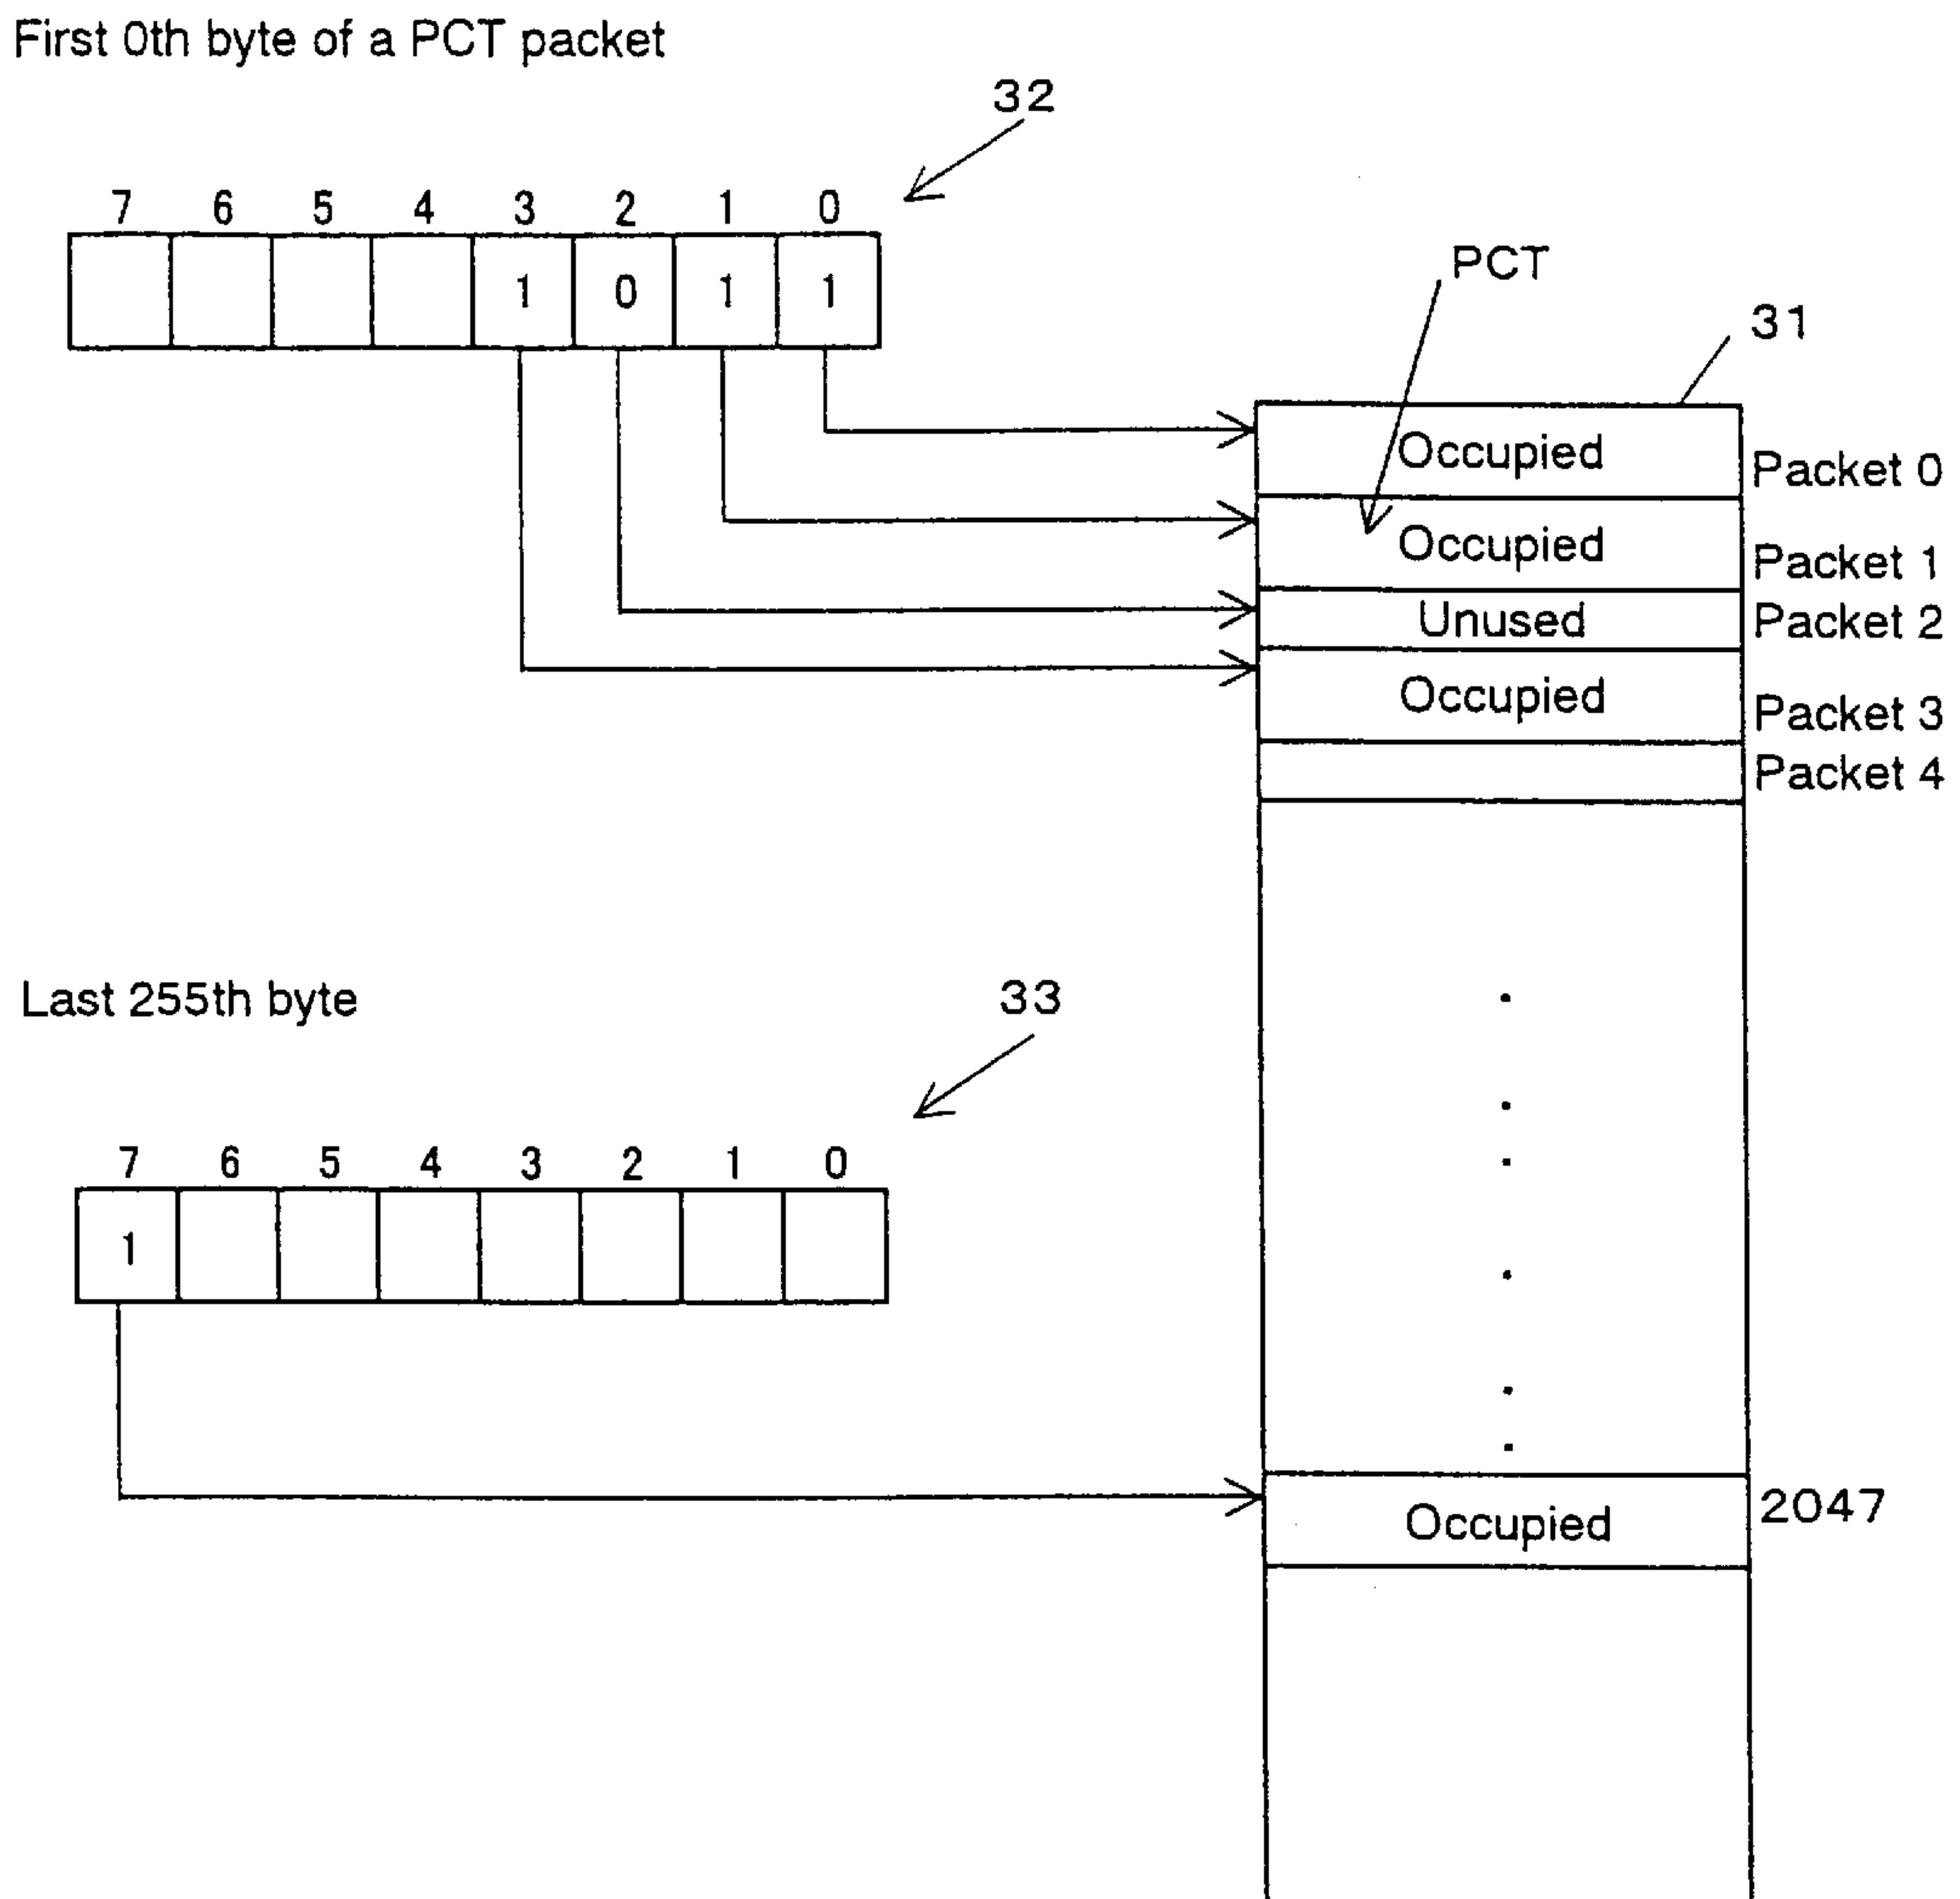 First 0th byte of a PCT packet
32
7 6 5 4 3 2 1 0
1 0 1 1
PCT
31
Occupied Packet 0
Occupied Packet 1
Unused Packet 2
Occupied Packet 3
Packet 4
Last 255th byte
33
7 6 5 4 3 2 1 0
1
Occupied 2047